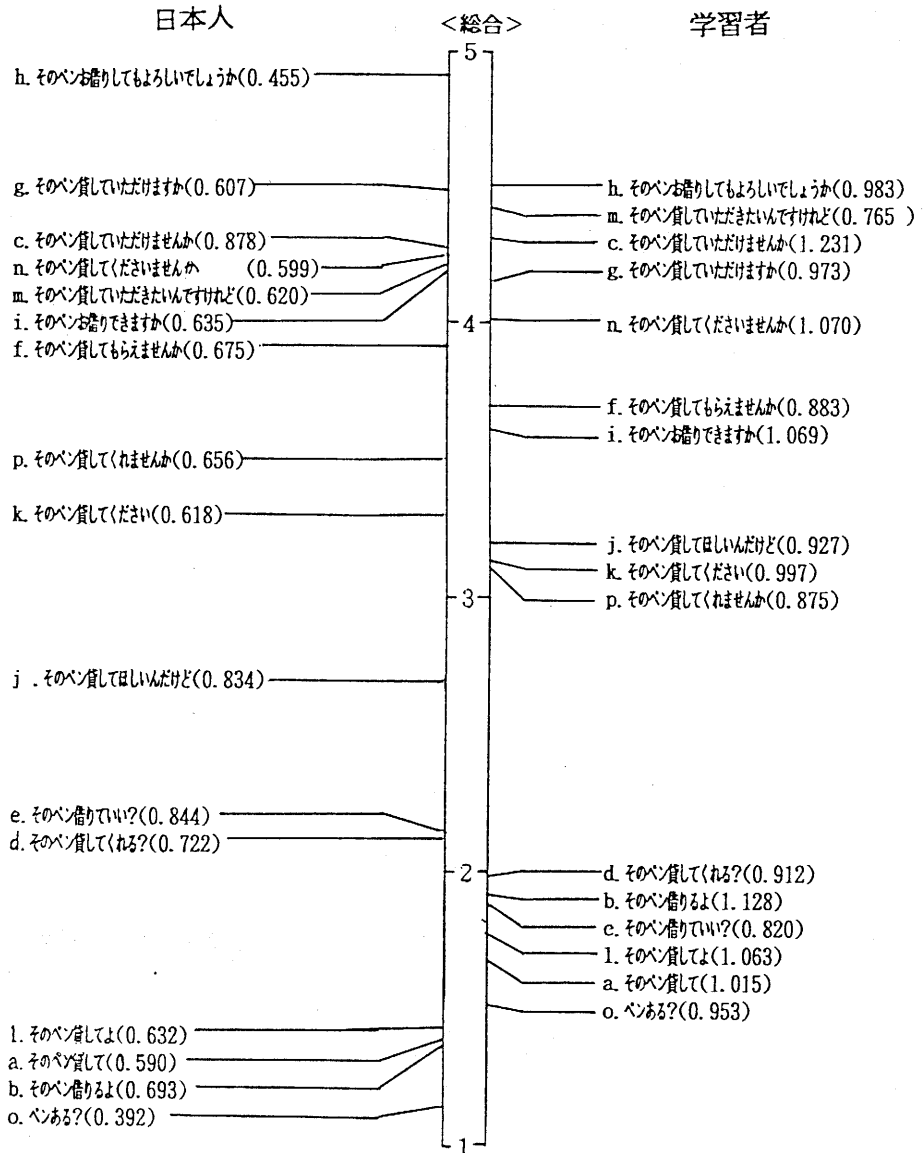 日本人
<総合>
学習者
5
h. そのペンお借りしてもよろしいでしょうか(0.455)
g. そのペン貸していただけますか(0.607)
c. そのペン貸していただけませんか(0.878)
n. そのペン貸してくださいませんか (0.599)
m. そのペン貸していただきたいんですけれど(0.620)
i. そのペンお借りできますか(0.635)
f. そのペン貸してもらえませんか(0.675)
p. そのペン貸してくれませんか(0.656)
k. そのペン貸してください(0.618)
j .そのペン貸してほしいんだけど(0.834)
e. そのペン借りていい?(0.844)
d. そのペン貸してくれる?(0.722)
l. そのペン貸してよ(0.632)
a. そのペン貸して(0.590)
b. そのペン借りるよ(0.693)
o. ペンある?(0.392)
4
3
2
1
h. そのペンお借りしてもよろしいでしょうか(0.983)
m. そのペン貸していただきたいんですけれど(0.765 )
c. そのペン貸していただけませんか(1.231)
g. そのペン貸していただけますか(0.973)
n. そのペン貸してくださいませんか(1.070)
f. そのペン貸してもらえませんか(0.883)
i. そのペンお借りできますか(1.069)
j. そのペン貸してほしいんだけど(0.927)
k. そのペン貸してください(0.997)
p. そのペン貸してくれませんか(0.875)
d. そのペン貸してくれる?(0.912)
b. そのペン借りるよ(1.128)
c. そのペン借りていい?(0.820)
l. そのペン貸してよ(1.063)
a. そのペン貸して(1.015)
o. ペンある?(0.953)